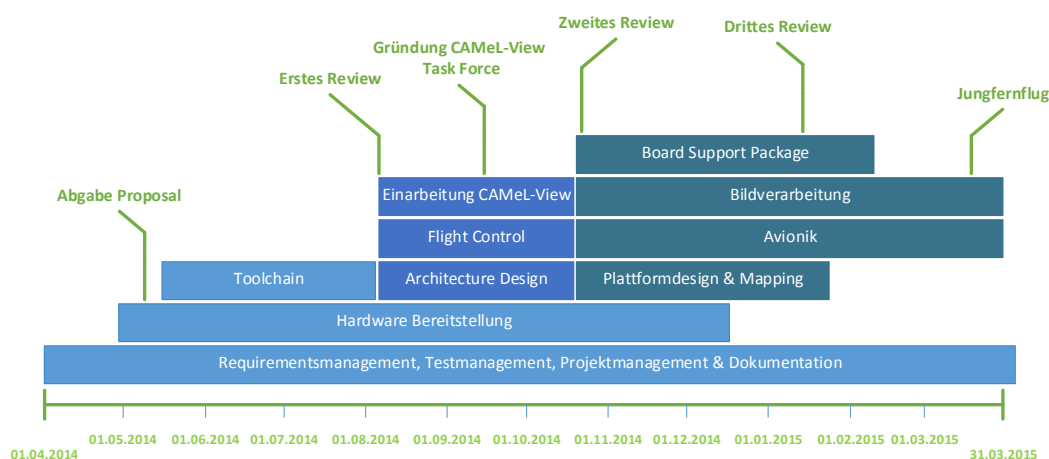 Zweites Review
Drittes Review
Gründung CAMeL-View
Task Force
Erstes Review
Jungfernflug
Board Support Package
Abgabe Proposal
Einarbeitung CAMeL-View
Bildverarbeitung
Flight Control
Avionik
Toolchain
Architecture Design
Plattformdesign & Mapping
Hardware Bereitstellung
Requirementsmanagement, Testmanagement, Projektmanagement & Dokumentation
01.05.2014
01.06.2014
01.07.2014
01.08.2014
01.09.2014
01.10.2014
01.11.2014
01.12.2014
01.01.2015
01.02.2015
01.03.2015
01.04.2014
31.03.2015